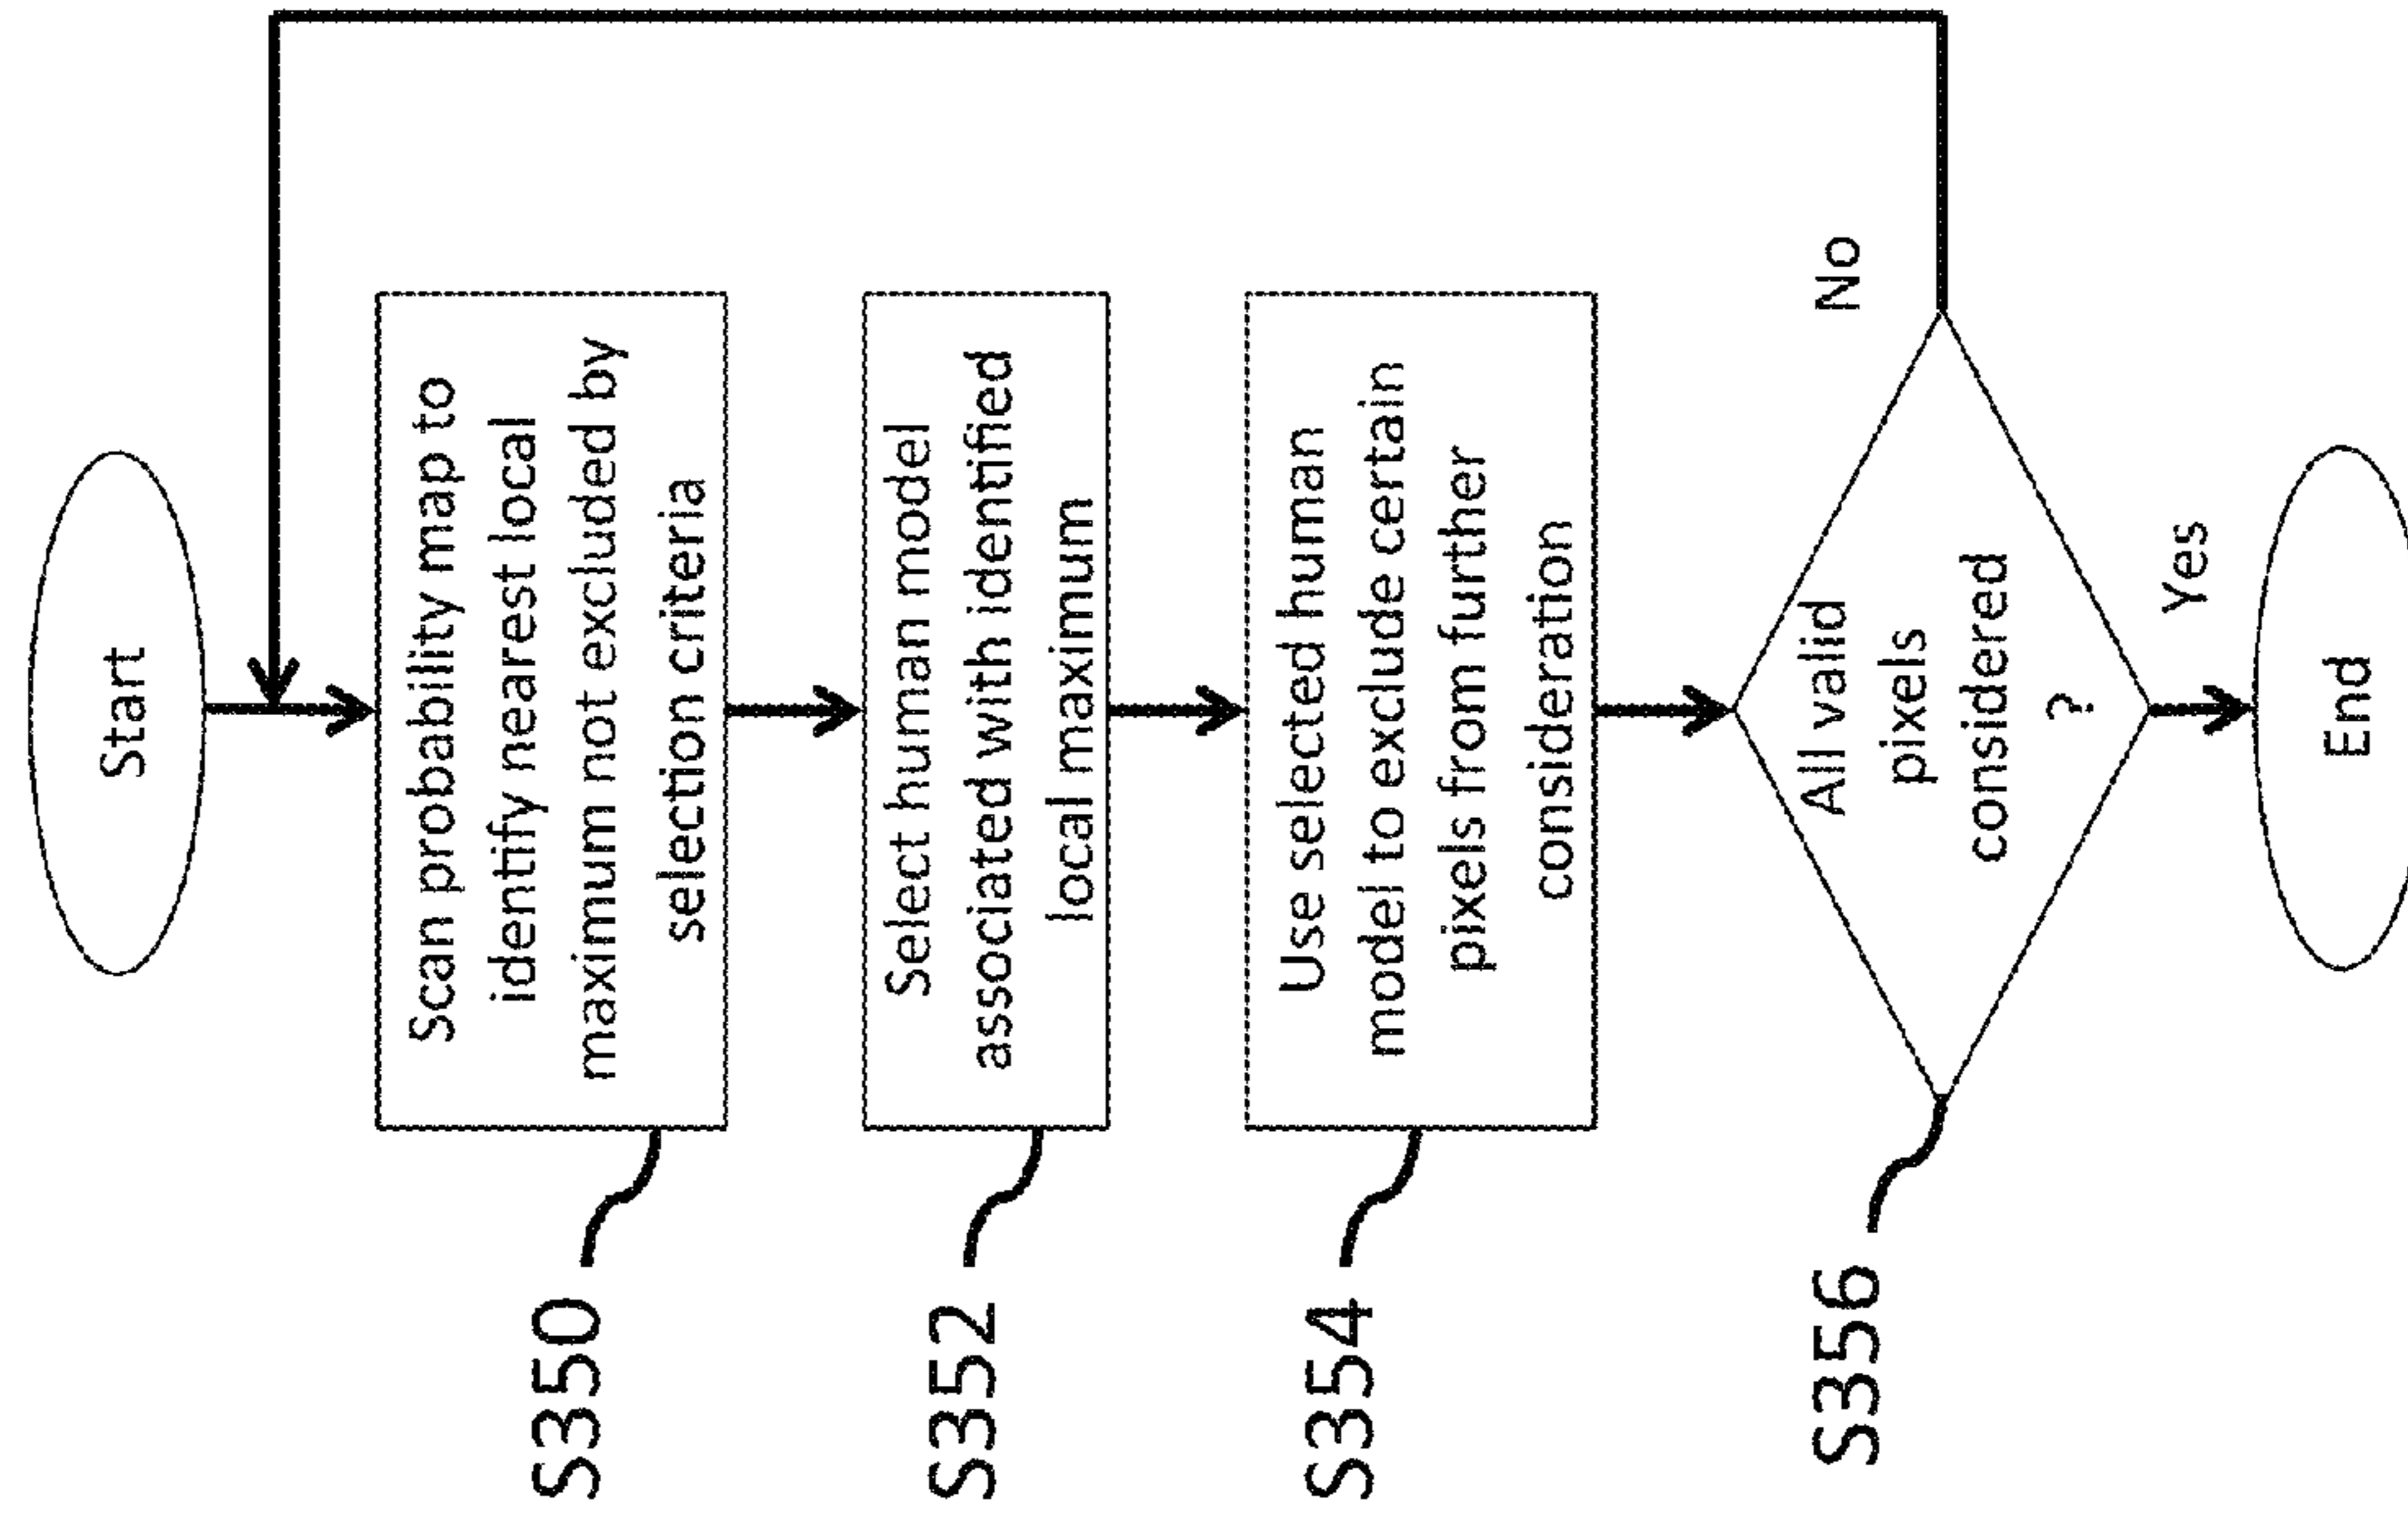 Start
S350
Scan probability map to
identify nearest local
maximum not excluded by
selection criteria
S352
Select human model
associated with identified
local maximum
S354
Use selected human
model to exclude certain
pixels from further
consideration
S356
All valid
pixels
considered
?
No
Yes
End